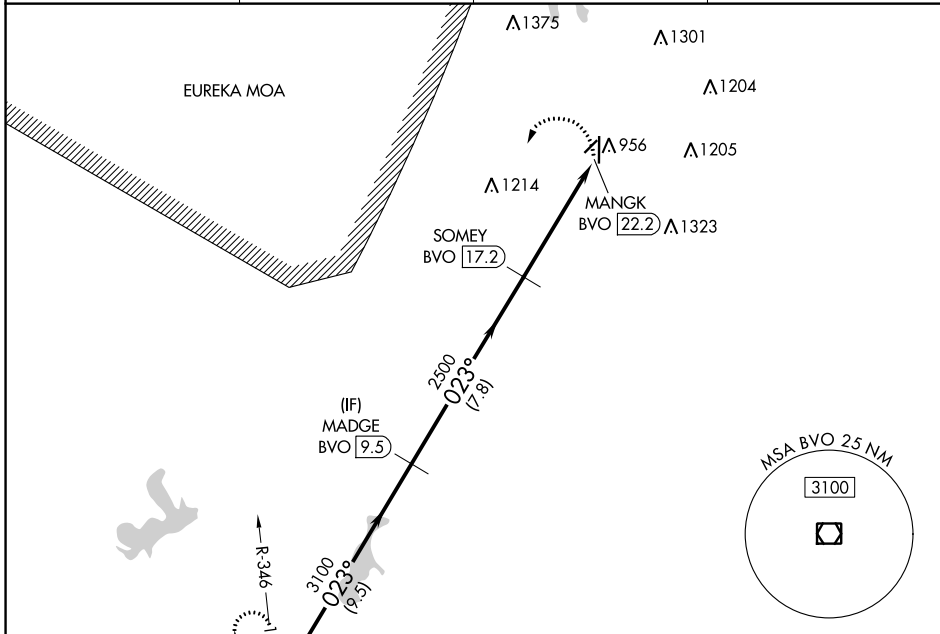 1375
1301
EUREKA MOA
1204
956
1205
1214
MANGK
BVO 22.2
1323
SOMEY
BVO 17.2
2500
023°
(7.8)
(IF)
MADGE
BVO 9.5
MSA BVO 25 NM
3100
R-346
3100
023°
(9.5)